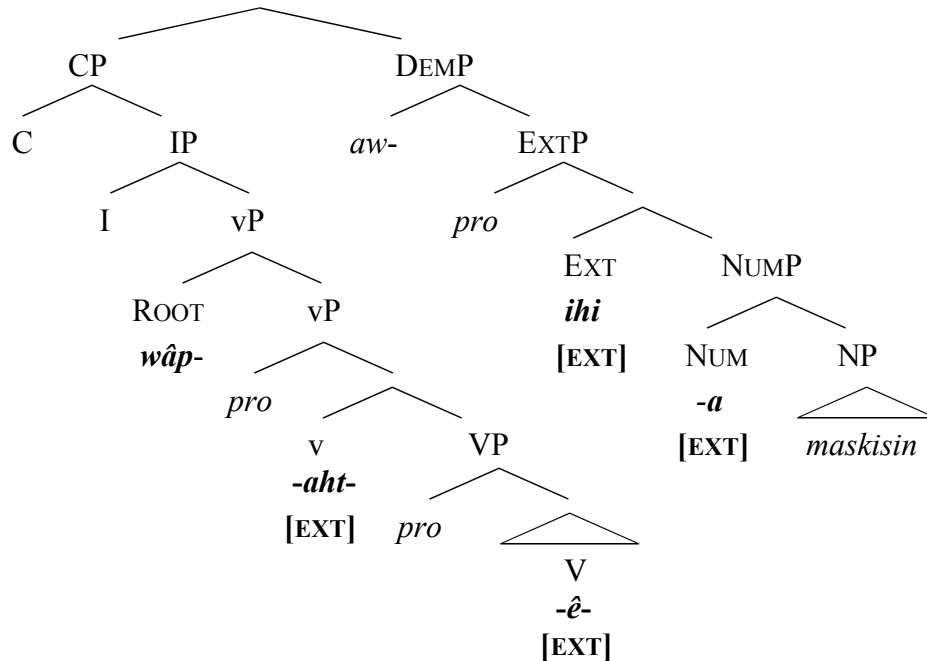 CP DEMP
C IP aw- EXTP
I vP pro
ROOT vP EXT NUMP
wâp- ihi
pro [EXT] NUM NP
v VP -a
-aht- [EXT] maskisin
[EXT] pro
V
-ê-
[EXT]